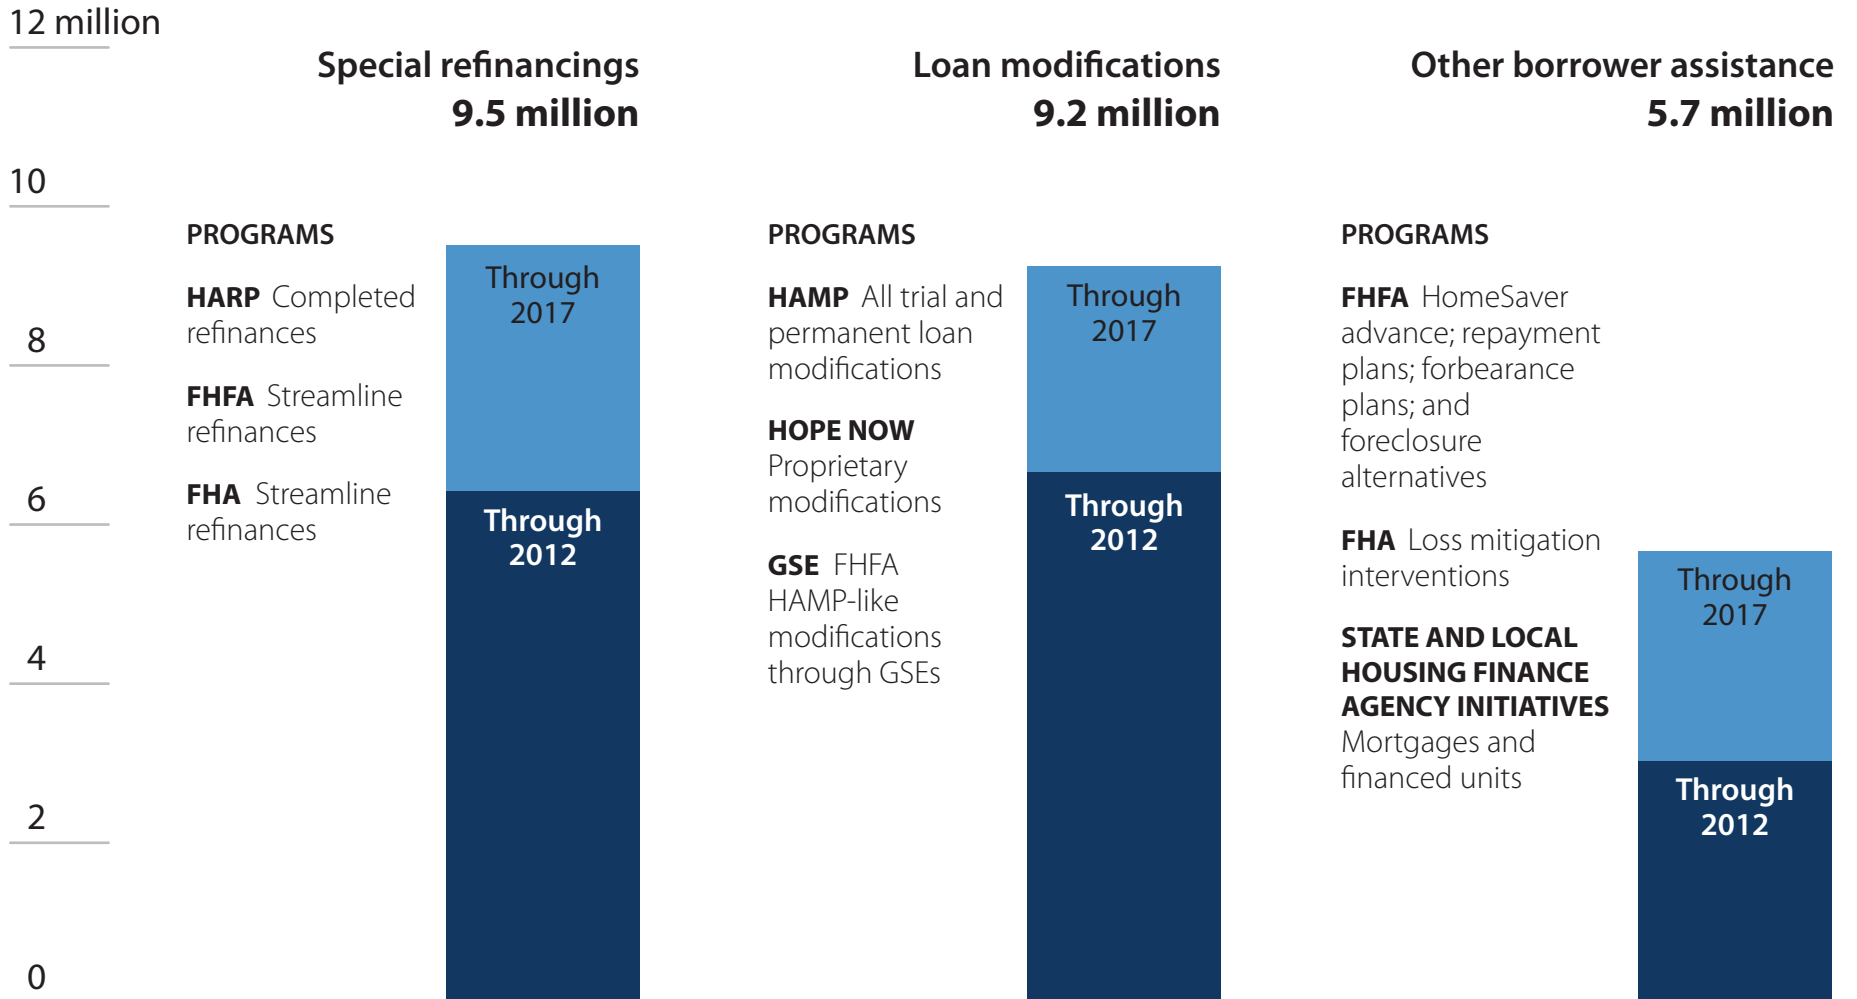 12 million
10
8
6
4
2
0
Special refinancings
9.5 million
PROGRAMS
HARP Completed
refinances
FHFA Streamline
refinances
FHA Streamline
refinances
Through
2017
Through
2012
Loan modifications
9.2 million
PROGRAMS
HAMP All trial and
permanent loan
modifications
HOPE NOW
Proprietary
modifications
GSE FHFA
HAMP-like
modifications
through GSEs
Through
2017
Through
2012
Other borrower assistance
5.7 million
PROGRAMS
FHFA HomeSaver
advance; repayment
plans; forbearance
plans; and
foreclosure
alternatives
FHA Loss mitigation
interventions
STATE AND LOCAL
HOUSING FINANCE
AGENCY INITIATIVES
Mortgages and
financed units
Through
2017
Through
2012